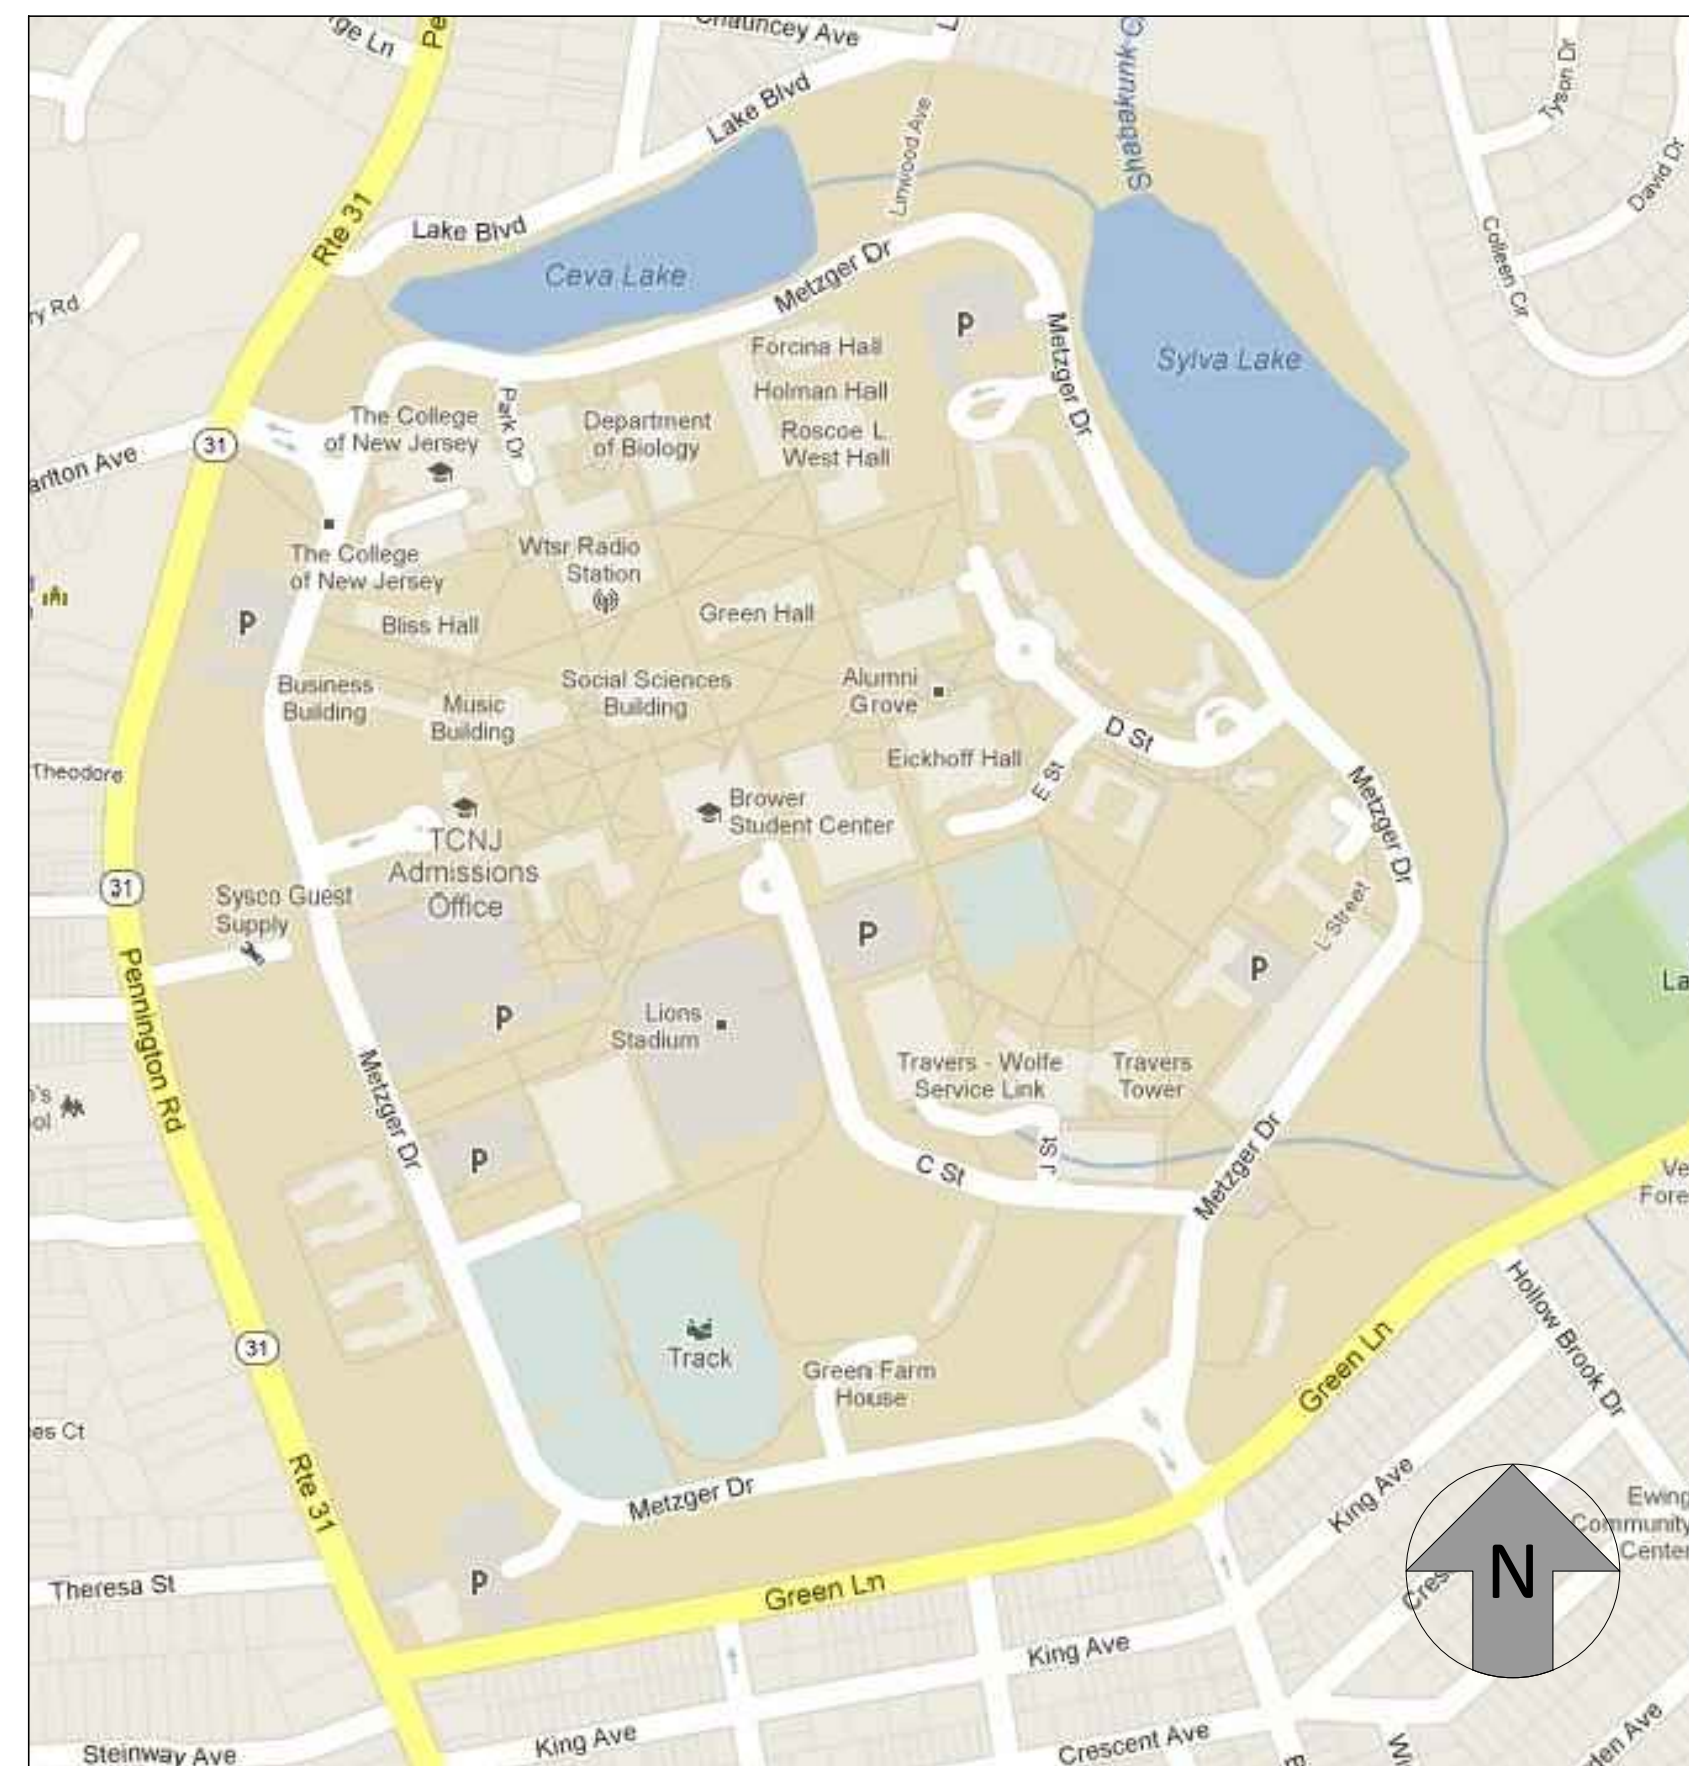 Chauncey Ave
Lake Blvd
Linwood Ave
Tyson Dr
David Dr
Colleen Cir
Rte 31
Lake Blvd
Ceva Lake
Metzger Dr
Sylva Lake
P
Metzger Dr
Forcina Hall
Holman Hall
Roscoe L.
West Hall
Park Dr
Department
of Biology
The College
of New Jersey
31
The College
of New Jersey
Wtsr Radio
Station
P
Bliss Hall
Green Hall
Business
Building
Music
Building
Social Sciences
Building
Alumni
Grove
Eickhoff Hall
D St
E St
Metzger Dr
Theodore
Brower
Student Center
TCNJ
Admissions
Office
31
Sysco Guest
Supply
P
P
L Street
Pennington Rd
P
Lions
Stadium
Travers - Wolfe
Service Link
Travers
Tower
Metzger Dr
P
C St
J St
Metzger Dr
31
Track
Green Farm
House
Green Ln
Hollow Brook Dr
Rte 31
Metzger Dr
King Ave
Ewing
Community
Center
N
Theresa St
P
Green Ln
King Ave
Steinway Ave
King Ave
Crescent Ave